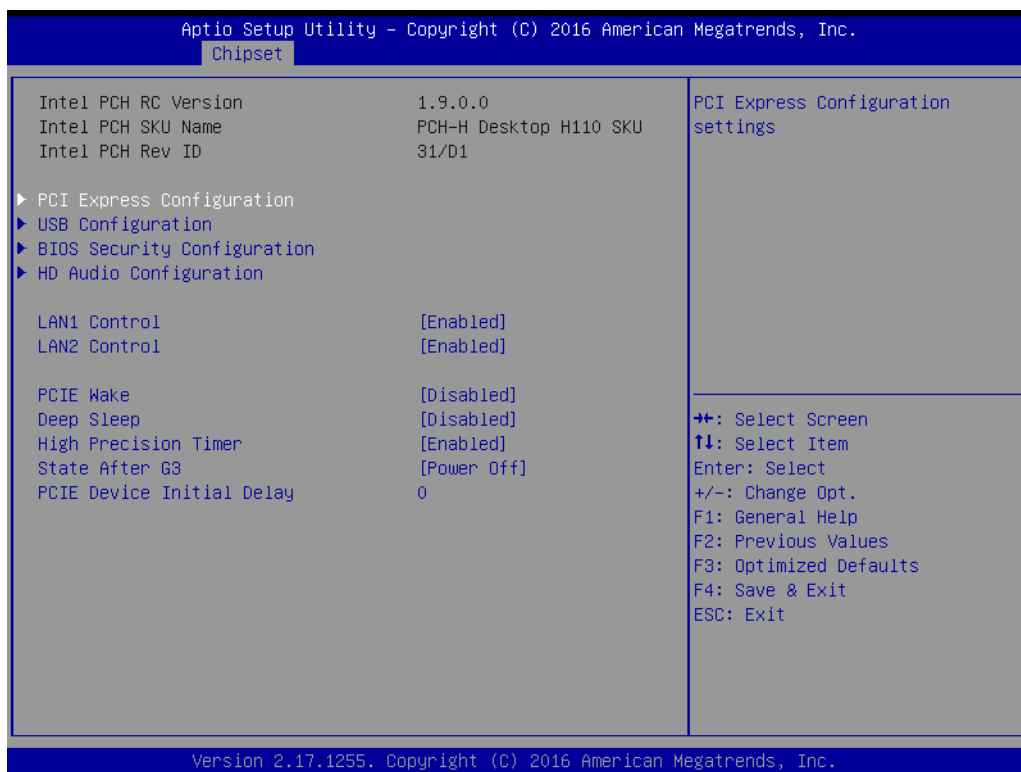 Aptio Setup Utility – Copyright (C) 2016 American Megatrends, Inc.
Chipset
Intel PCH RC Version 1.9.0.0
Intel PCH SKU Name PCH-H Desktop H110 SKU
Intel PCH Rev ID 31/D1
▶ PCI Express Configuration
▶ USB Configuration
▶ BIOS Security Configuration
▶ HD Audio Configuration
LAN1 Control [Enabled]
LAN2 Control [Enabled]
PCIE Wake [Disabled]
Deep Sleep [Disabled]
High Precision Timer [Enabled]
State After G3 [Power Off]
PCIE Device Initial Delay 0
PCI Express Configuration
settings
→←: Select Screen
↑↓: Select Item
Enter: Select
+/-: Change Opt.
F1: General Help
F2: Previous Values
F3: Optimized Defaults
F4: Save & Exit
ESC: Exit
Version 2.17.1255. Copyright (C) 2016 American Megatrends, Inc.